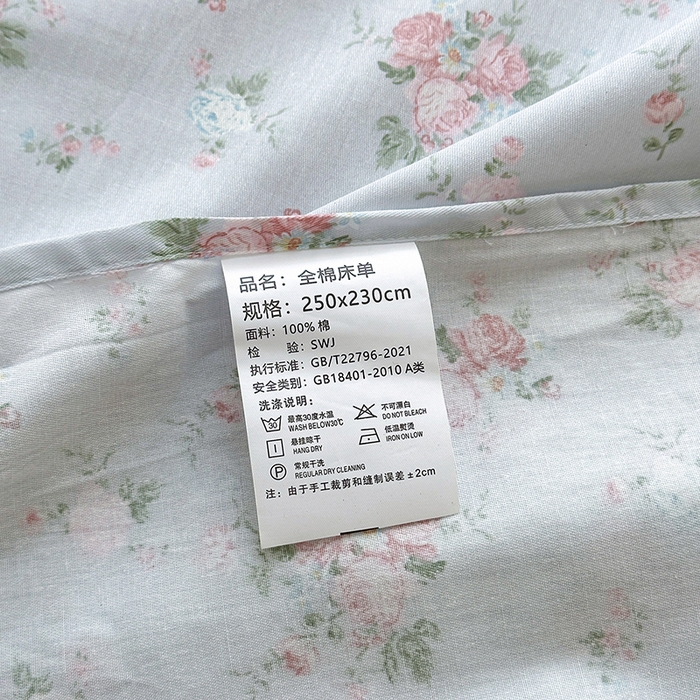 品名：全棉床单
规格：250x230cm
面料：100% 棉
检 验：SWJ
执行标准：GB/T22796-2021
安全类别：GB18401-2010 A类
洗涤说明：
30 最高30度水温 不可漂白
WASH BELOW30℃ DO NOT BLEACH
悬挂晾干 低温熨烫
HANG DRY IRON ON LOW
P 常规干洗
REGULAR DRY CLEANING
注：由于手工裁剪和缝制误差±2cm